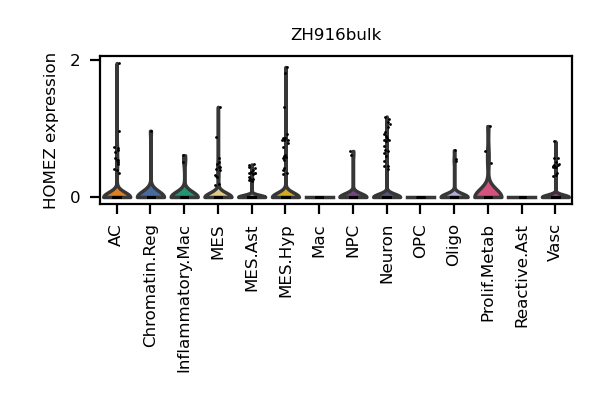 ZH916bulk
HOMEZ expression
2
0
AC
Chromatin.Reg
Inflammatory.Mac
MES
MES.Ast
MES.Hyp
Mac
NPC
Neuron
OPC
Oligo
Prolif.Metab
Reactive.Ast
Vasc